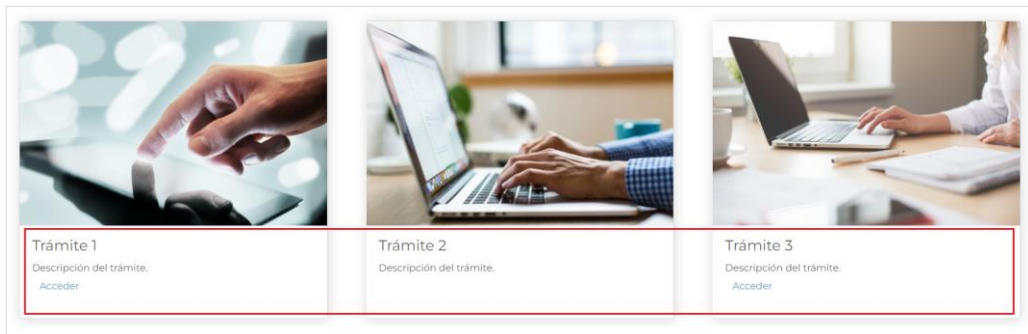 Trámite 1
Descripción del trámite.
Acceder
Trámite 2
Descripción del trámite.
Trámite 3
Descripción del trámite.
Acceder